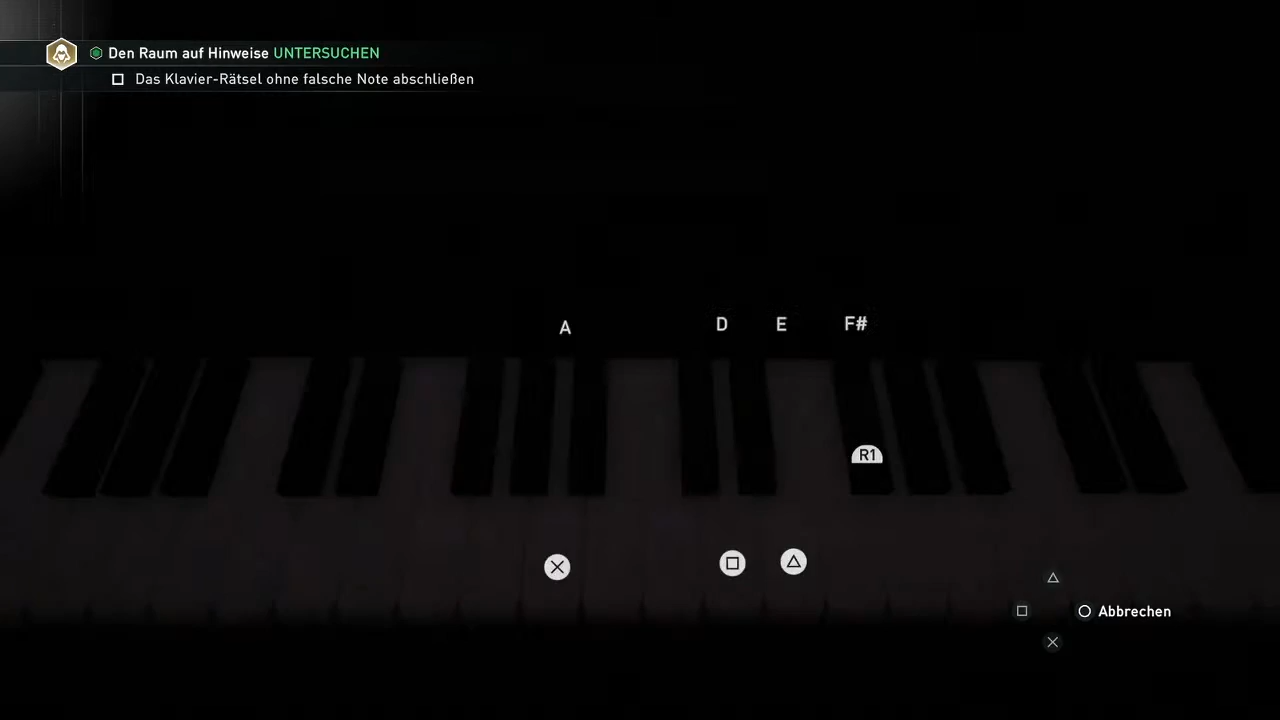 Den Raum auf Hinweise UNTERSUCHEN
Das Klavier-Rätsel ohne falsche Note abschließen
A D E F#
R1
Abbrechen